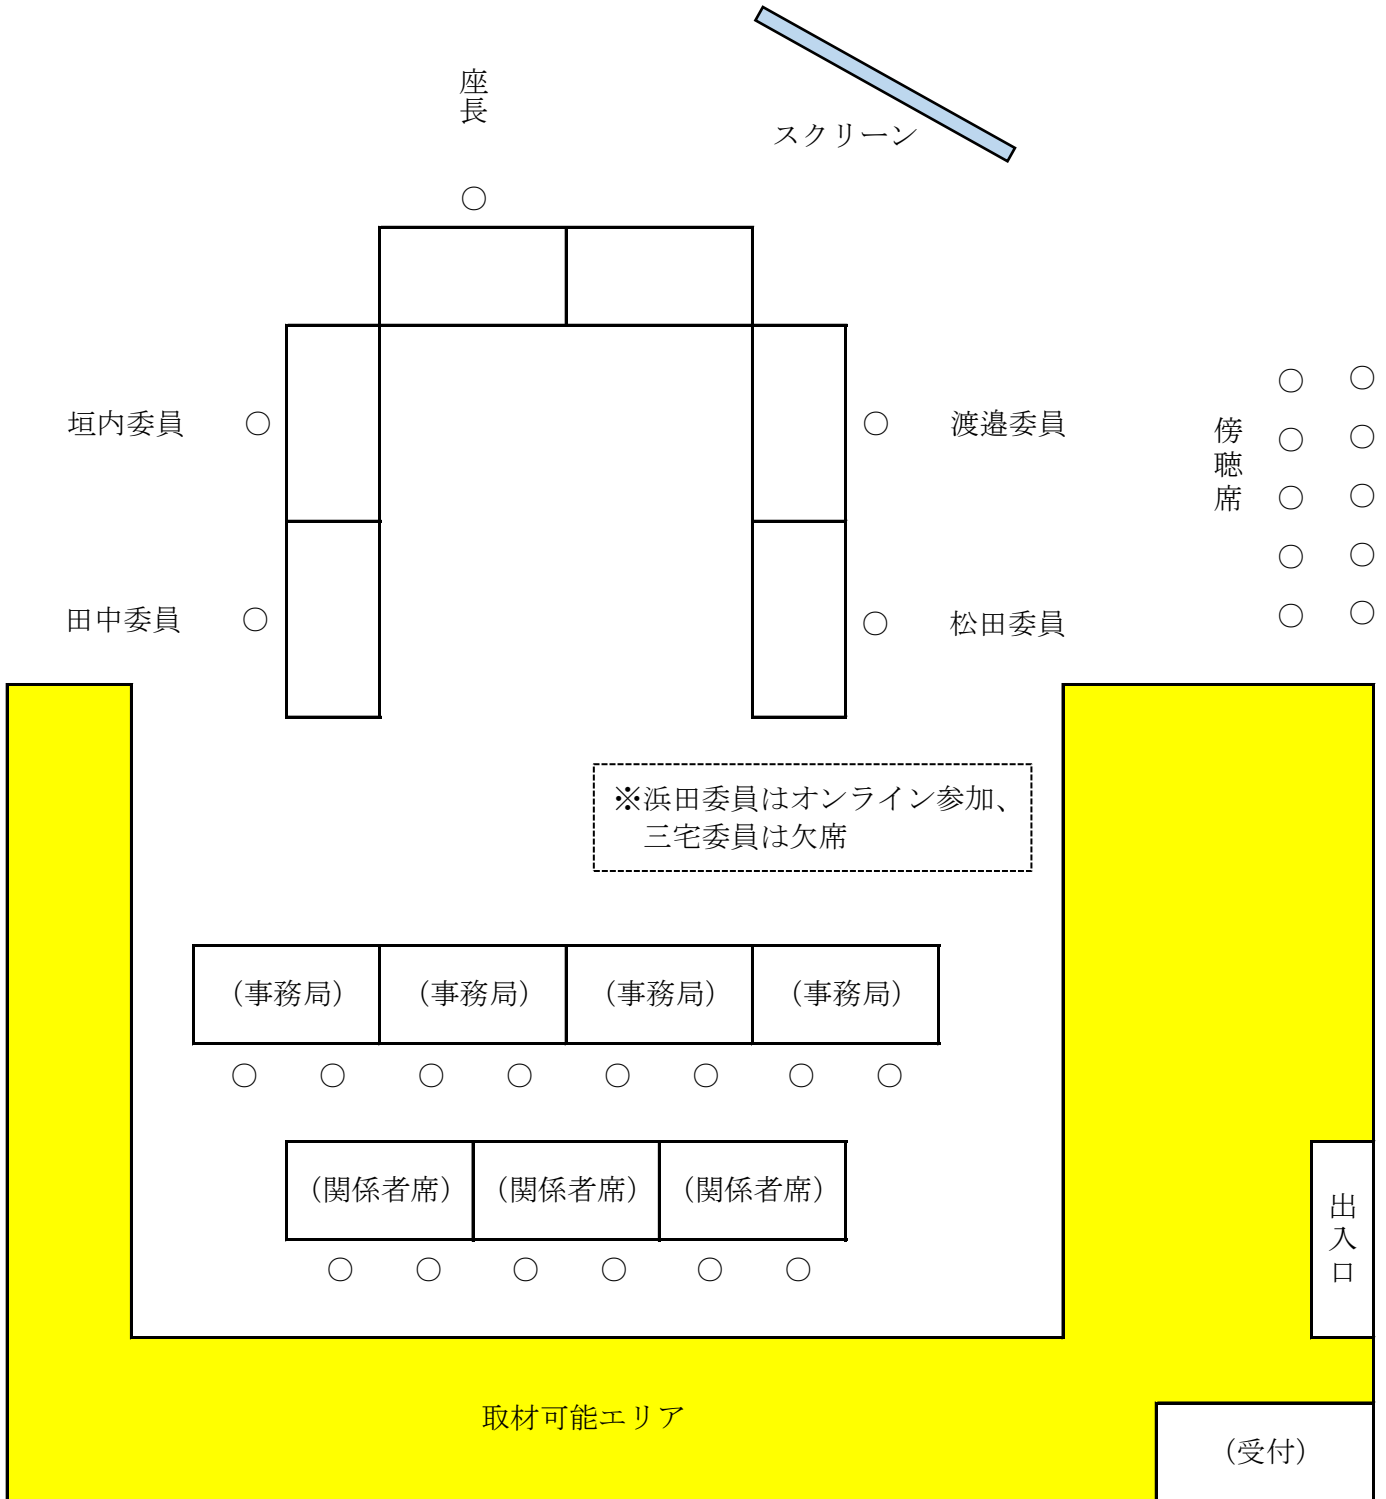 座長
スクリーン
○
垣内委員 ○
○ 渡邉委員
傍聴席
○ ○
○ ○
○ ○
○ ○
○ ○
田中委員 ○
○ 松田委員
※浜田委員はオンライン参加、
三宅委員は欠席
（事務局） （事務局） （事務局） （事務局）
○ ○ ○ ○ ○ ○ ○ ○
（関係者席） （関係者席） （関係者席）
○ ○ ○ ○ ○ ○
出入口
取材可能エリア
（受付）